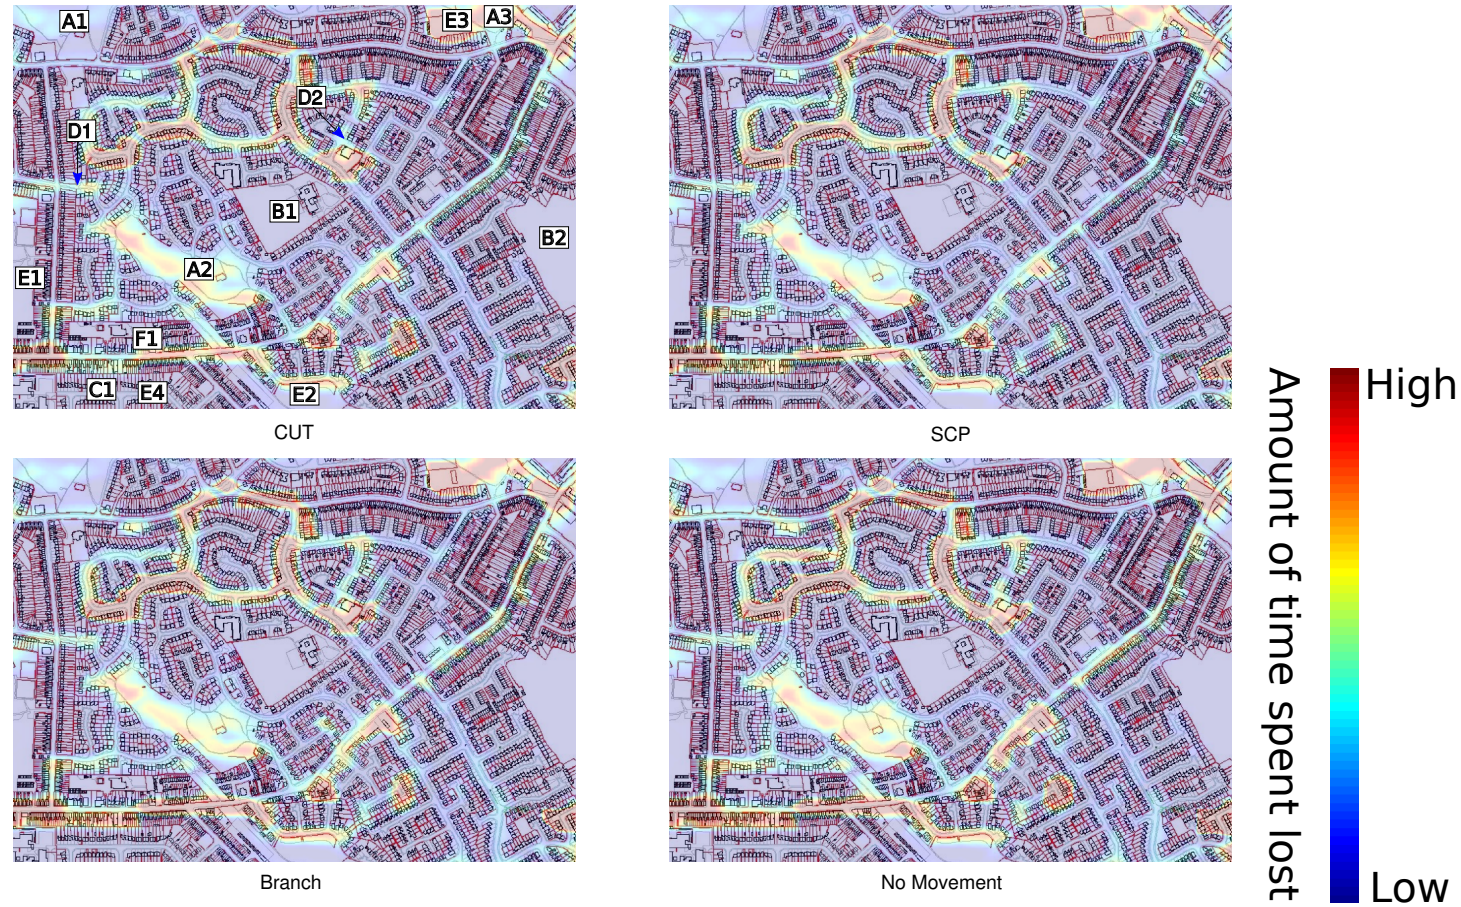 A1
E3
A3
D2
D1
B1
B2
A2
E1
F1
C1
E4
E2
CUT
SCP
Branch
No Movement
High
Amount of time spent lost
Low